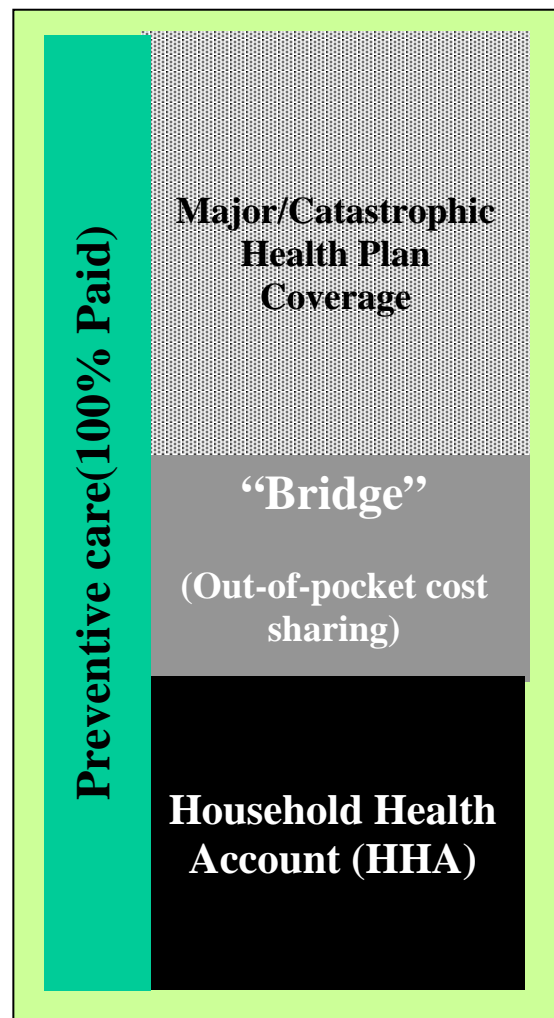 Preventive care(100% Paid)
Major/Catastrophic
Health Plan
Coverage
“Bridge”
(Out-of-pocket cost
sharing)
Household Health
Account (HHA)